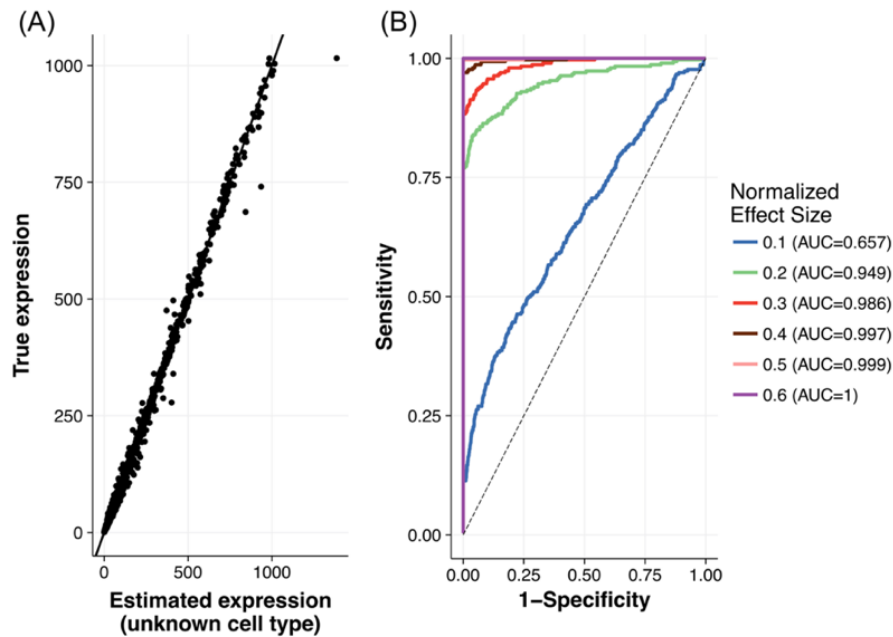 (A)
1000
750
500
250
0
True expression
0
500
1000
Estimated expression
(unknown cell type)
(B)
1.00
0.75
0.50
0.25
0.00
Sensitivity
0.00
0.25
0.50
0.75
1.00
1-Specificity
Normalized
Effect Size
0.1 (AUC=0.657)
0.2 (AUC=0.949)
0.3 (AUC=0.986)
0.4 (AUC=0.997)
0.5 (AUC=0.999)
0.6 (AUC=1)